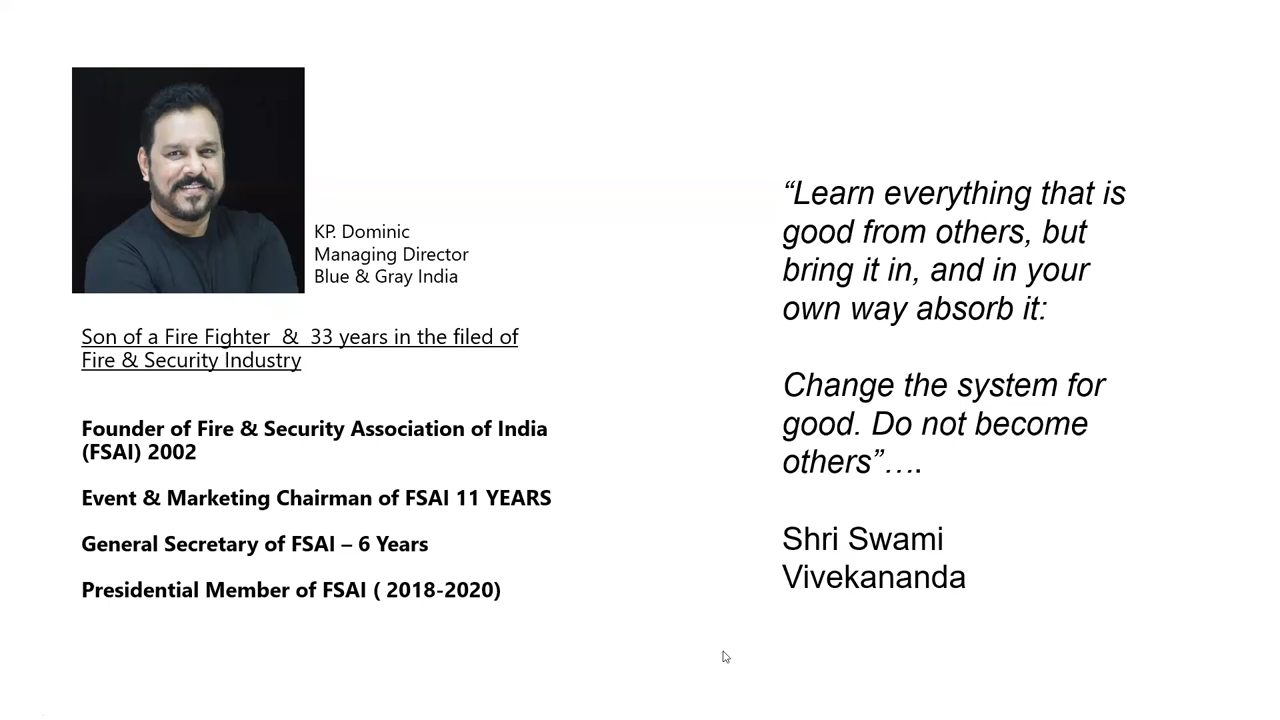 KP. Dominic
Managing Director
Blue & Gray India
Son of a Fire Fighter & 33 years in the filed of
Fire & Security Industry
Founder of Fire & Security Association of India
(FSAI) 2002
Event & Marketing Chairman of FSAI 11 YEARS
General Secretary of FSAI – 6 Years
Presidential Member of FSAI ( 2018-2020)
“Learn everything that is
good from others, but
bring it in, and in your
own way absorb it:
Change the system for
good. Do not become
others”….
Shri Swami
Vivekananda